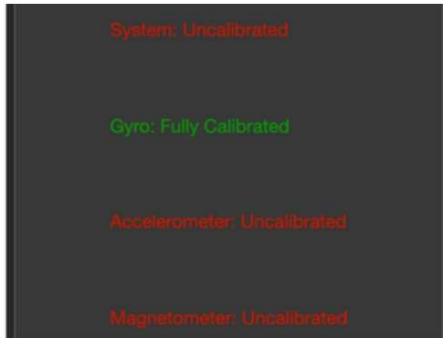 System: Uncalibrated
Gyro: Fully Calibrated
Accelerometer: Uncalibrated
Magnetometer: Uncalibrated